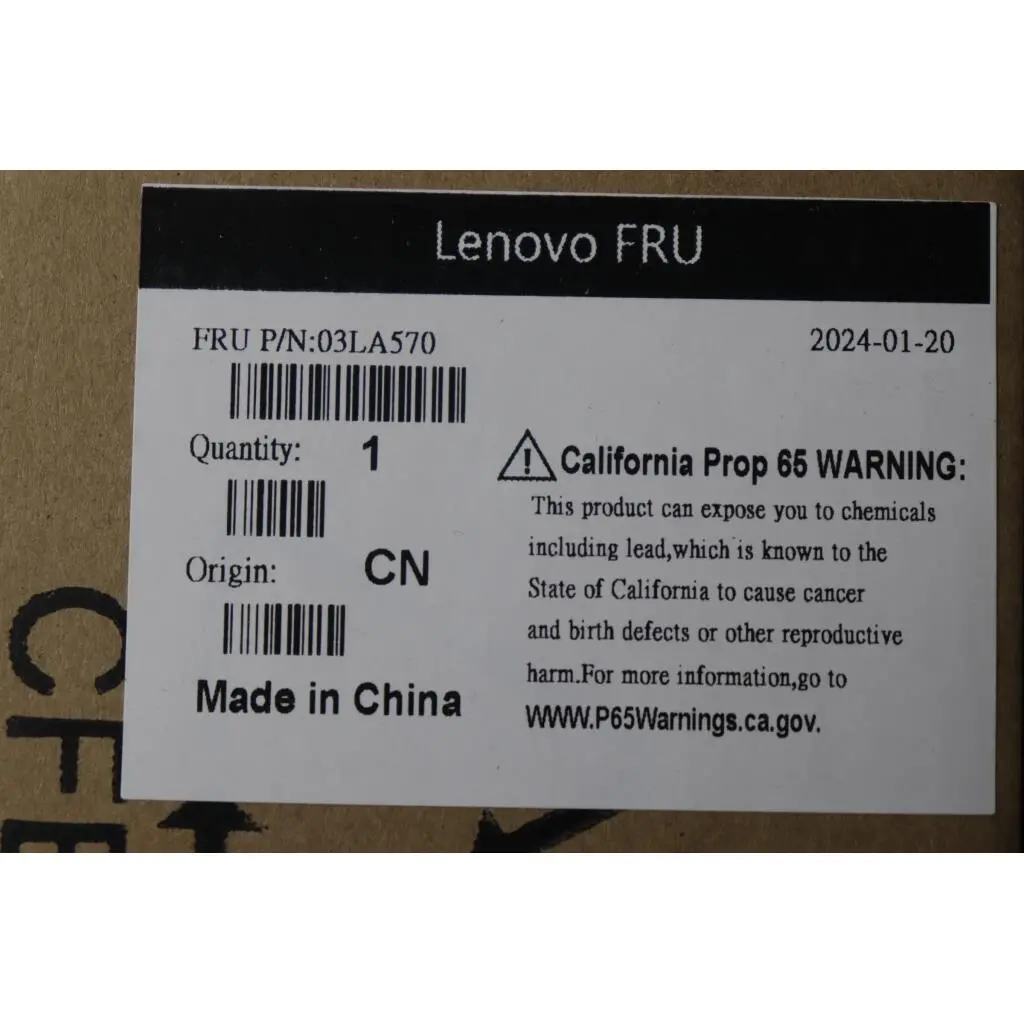 Lenovo FRU
FRU P/N:03LA570
2024-01-20
Quantity: 1
Origin: CN
Made in China
California Prop 65 WARNING:
This product can expose you to chemicals
including lead,which is known to the
State of California to cause cancer
and birth defects or other reproductive
harm.For more information,go to
WWW.P65Warnings.ca.gov.